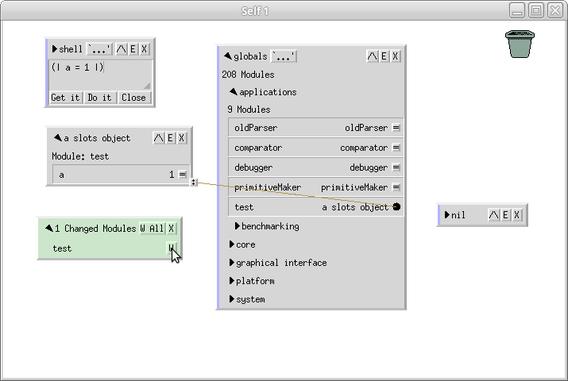 Self 1
shell '...' E X
(| a = 1 |)
Get it Do it Close
a slots object E X
Module: test
a 1
1 Changed Modules W All X
test W
globals '...' E X
208 Modules
applications
9 Modules
oldParser oldParser
comparator comparator
debugger debugger
primitiveMaker primitiveMaker
test a slots object
benchmarking
core
graphical interface
platform
system
nil E X